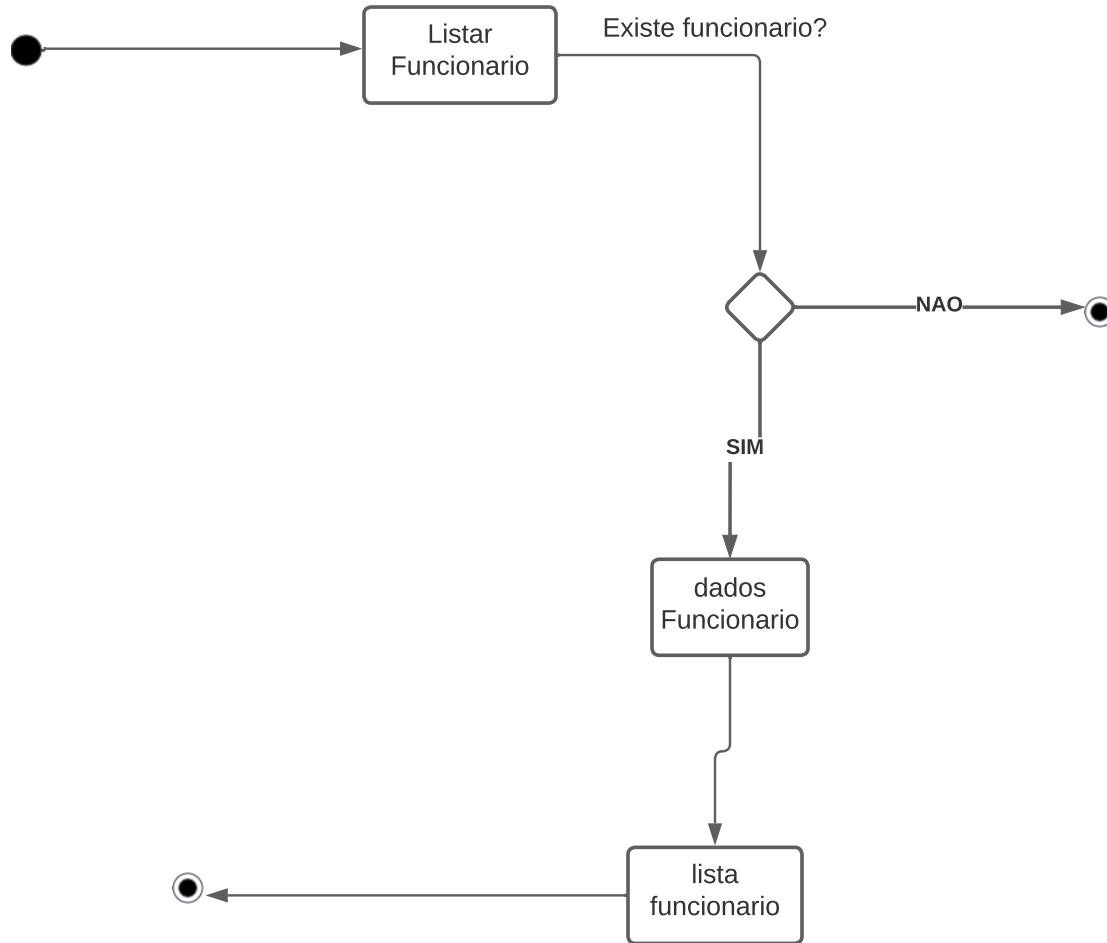 Listar
Funcionario
Existe funcionario?
NAO
SIM
dados
Funcionario
lista
funcionario